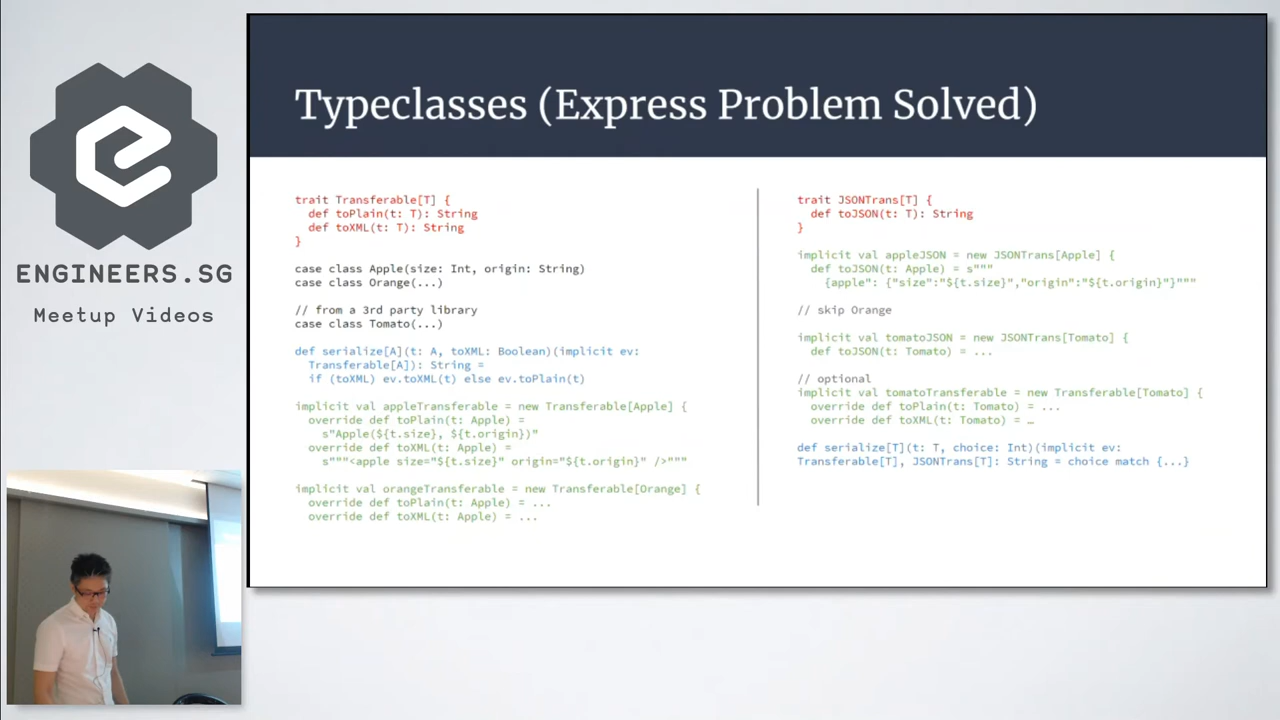 ENGINEERS.SG
Meetup Videos
Typeclasses (Express Problem Solved)
trait Transferable[T] {
def toPlain(t: T): String
def toXML(t: T): String
}
case class Apple(size: Int, origin: String)
case class Orange(...)
// from a 3rd party library
case class Tomato(...)
def serialize[A](t: A, toXML: Boolean)(implicit ev:
Transferable[A]): String =
if (toXML) ev.toXML(t) else ev.toPlain(t)
implicit val appleTransferable = new Transferable[Apple] {
override def toPlain(t: Apple) =
s"Apple(${t.size}, ${t.origin})"
override def toXML(t: Apple) =
s"""<apple size="${t.size}" origin="${t.origin}" />"""
implicit val orangeTransferable = new Transferable[Orange] {
override def toPlain(t: Apple) = ...
override def toXML(t: Apple) = ...
trait JSONTrans[T] {
def toJSON(t: T): String
}
implicit val appleJSON = new JSONTrans[Apple] {
def toJSON(t: Apple) = s"""
{apple": {"size":"${t.size}","origin":"${t.origin}"}"""
// skip Orange
implicit val tomatoJSON = new JSONTrans[Tomato] {
def toJSON(t: Tomato) = ...
// optional
implicit val tomatoTransferable = new Transferable[Tomato] {
override def toPlain(t: Tomato) = ...
override def toXML(t: Tomato) = …
def serialize[T](t: T, choice: Int)(implicit ev:
Transferable[T], JSONTrans[T]: String = choice match {...}